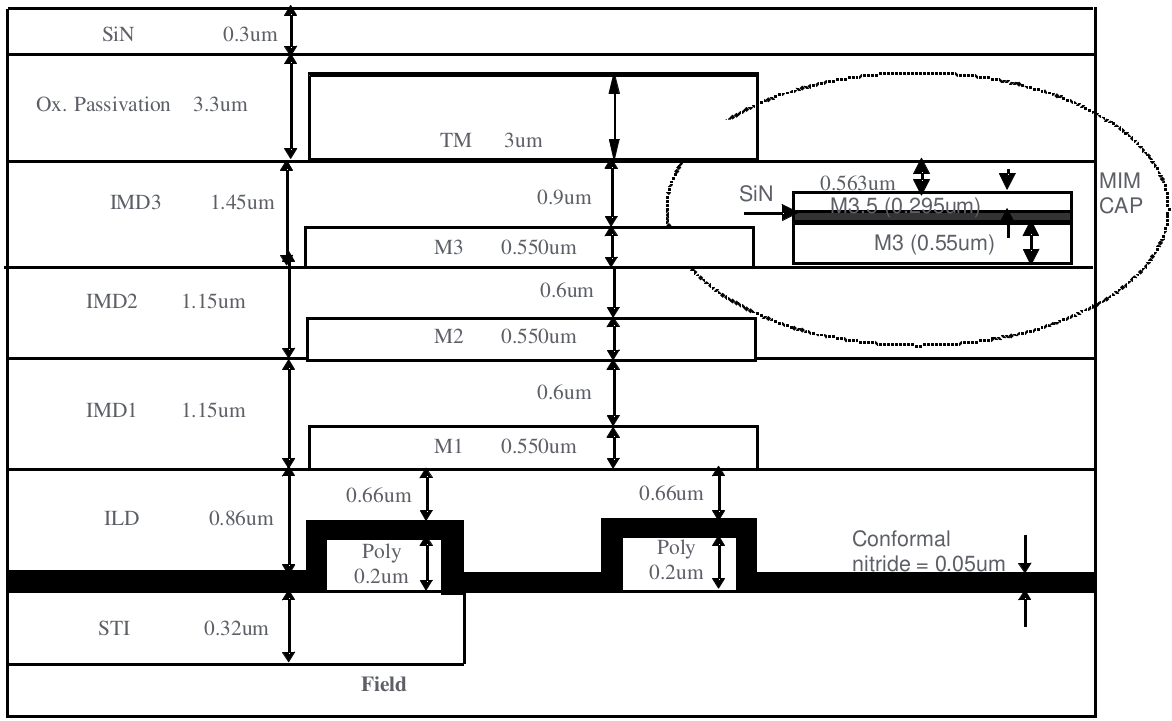 SiN 0.3um
Ox. Passivation 3.3um
TM 3um
IMD3 1.45um
0.9um
M3 0.550um
SiN
0.563um
M3.5 (0.295um)
M3 (0.55um)
MIM
CAP
IMD2 1.15um
0.6um
M2 0.550um
IMD1 1.15um
0.6um
M1 0.550um
ILD 0.86um
0.66um
0.66um
Poly
0.2um
Poly
0.2um
Conformal
nitride = 0.05um
STI 0.32um
Field